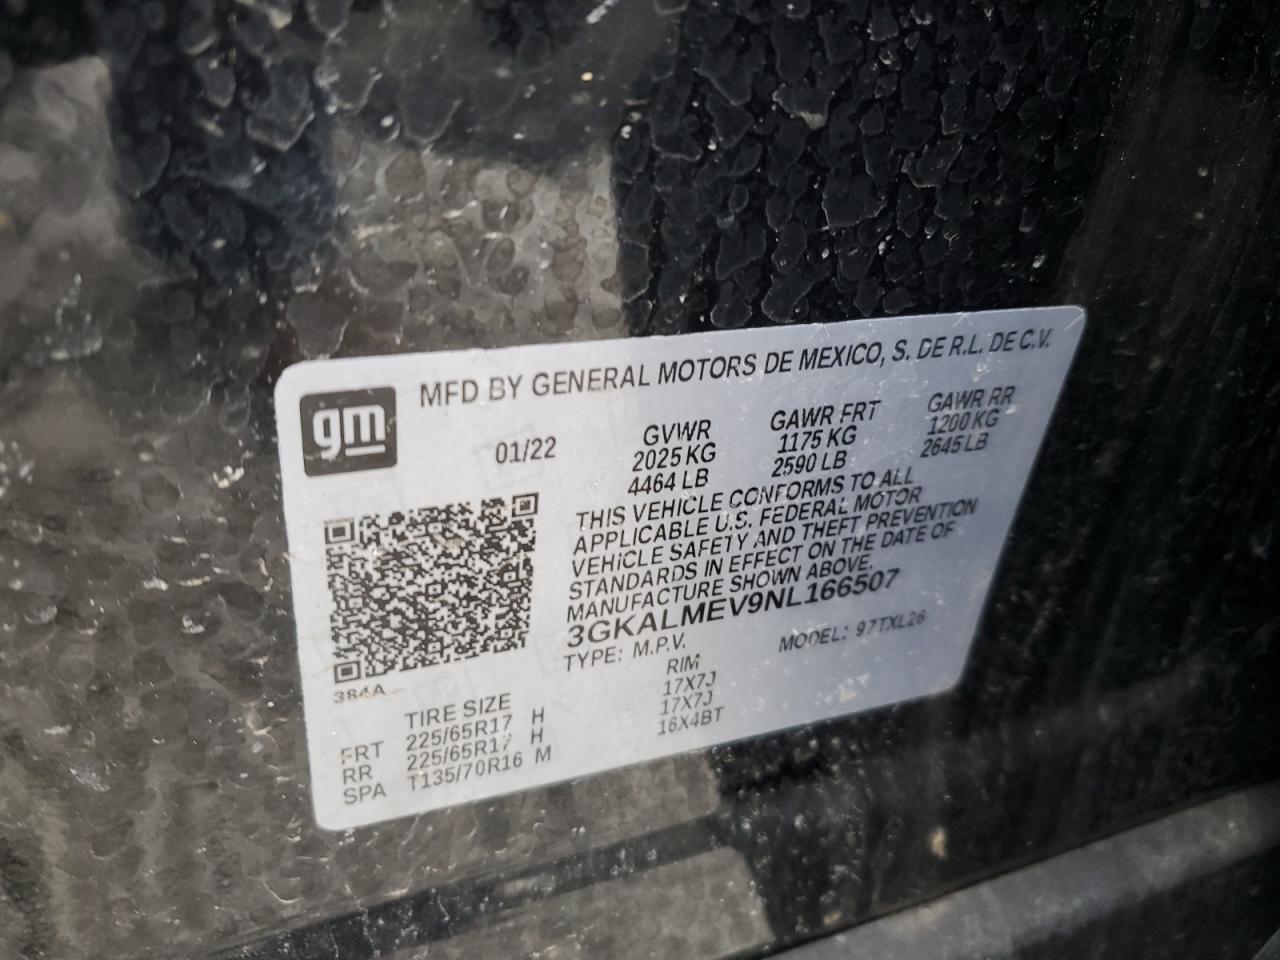 gm
MFD BY GENERAL MOTORS DE MEXICO, S. DE R.L. DE C.V.
01/22
GVWR GAWR FRT GAWR RR
2025 KG 1175 KG 1200 KG
4464 LB 2590 LB 2645 LB
THIS VEHICLE CONFORMS TO ALL
APPLICABLE U.S. FEDERAL MOTOR
VEHICLE SAFETY AND THEFT PREVENTION
STANDARDS IN EFFECT ON THE DATE OF
MANUFACTURE SHOWN ABOVE.
3GKALMEV9NL166507
TYPE: M.P.V. MODEL: 97TXL26
384A
TIRE SIZE RIM
FRT 225/65R17 H 17X7J
RR 225/65R17 H 17X7J
SPA T135/70R16 M 16X4BT